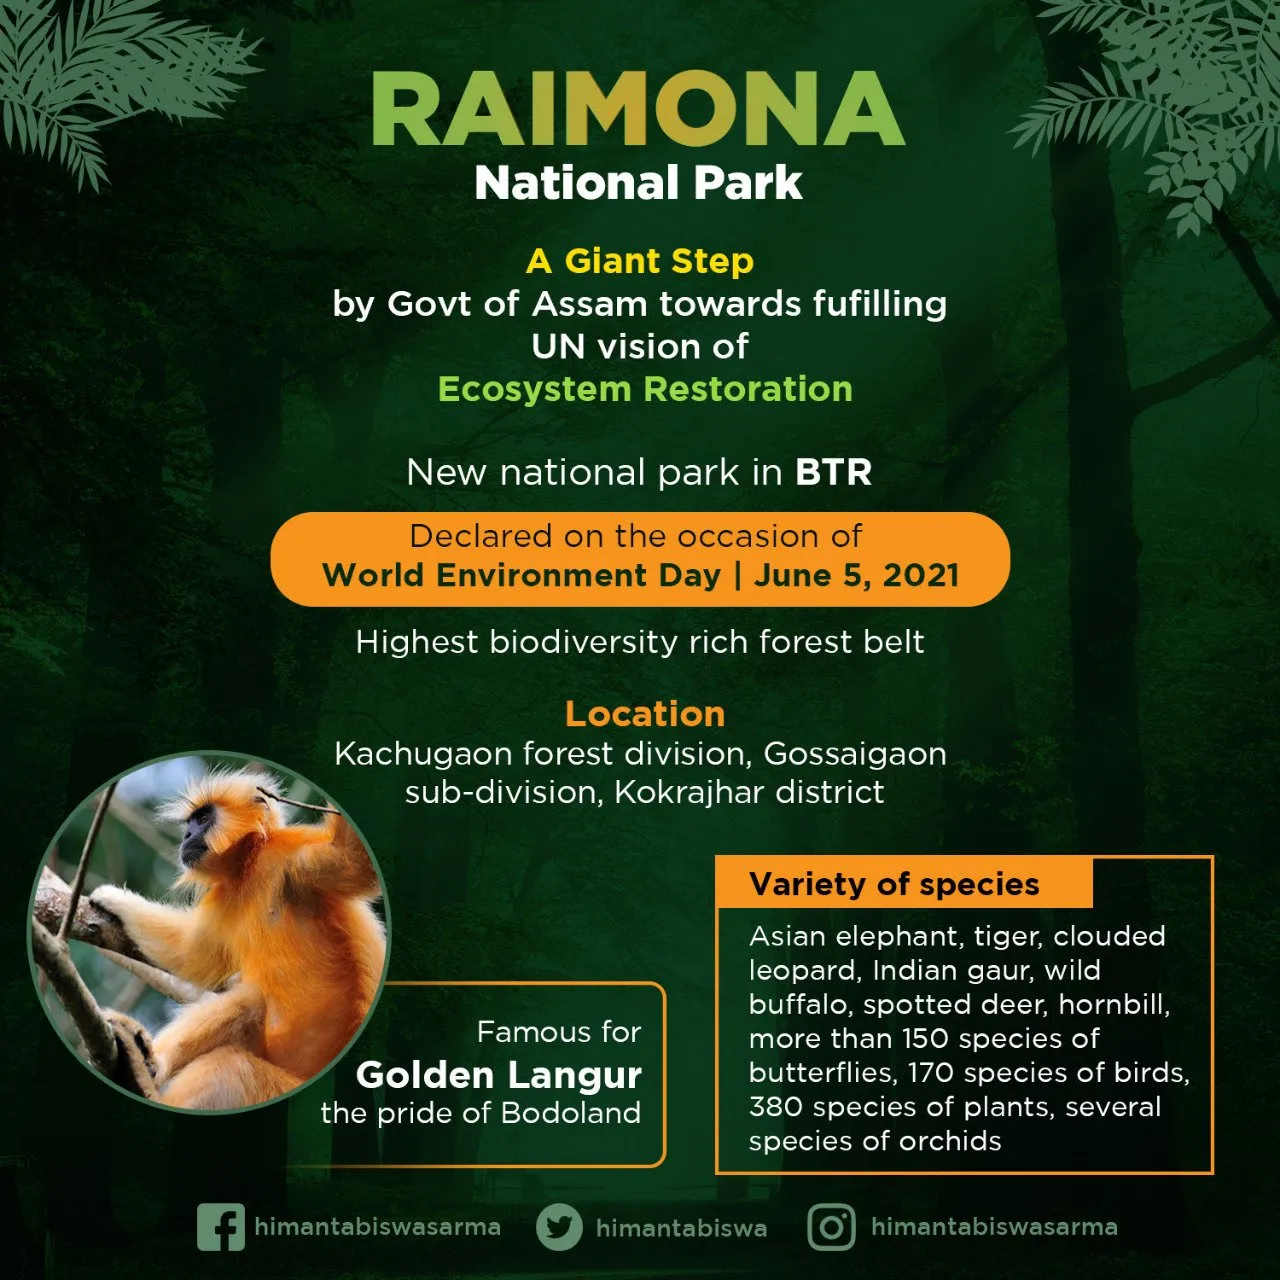 RAIMONA
National Park
A Giant Step
by Govt of Assam towards fufilling
UN vision of
Ecosystem Restoration
New national park in BTR
Declared on the occasion of
World Environment Day | June 5, 2021
Highest biodiversity rich forest belt
Location
Kachugaon forest division, Gossaigaon
sub-division, Kokrajhar district
Famous for
Golden Langur
the pride of Bodoland
Variety of species
Asian elephant, tiger, clouded
leopard, Indian gaur, wild
buffalo, spotted deer, hornbill,
more than 150 species of
butterflies, 170 species of birds,
380 species of plants, several
species of orchids
himantabiswasarma
himantabiswa
himantabiswasarma